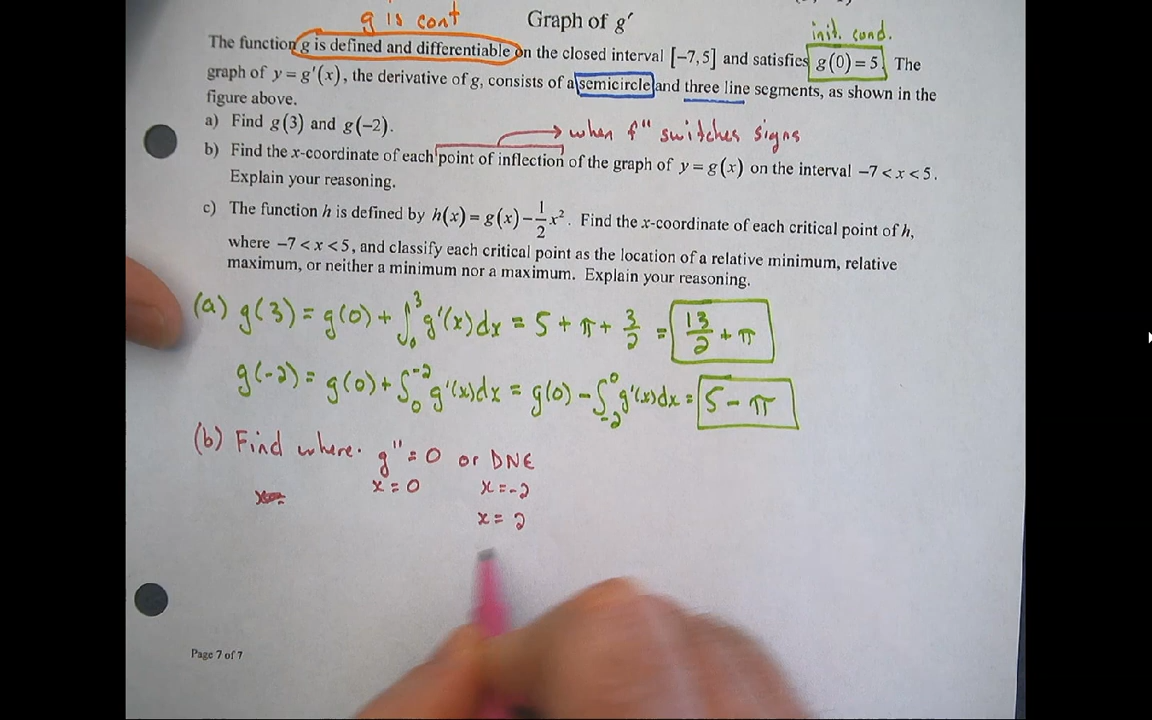 g is cont
Graph of g′
init. cond.
The function g is defined and differentiable on the closed interval [−7,5] and satisfies g(0) = 5. The
graph of y = g′(x), the derivative of g, consists of a semicircle and three line segments, as shown in the
figure above.
a) Find g(3) and g(−2).
when f" switches signs
b) Find the x-coordinate of each point of inflection of the graph of y = g(x) on the interval −7 < x < 5.
Explain your reasoning.
c) The function h is defined by h(x) = g(x) − 1/2 x². Find the x-coordinate of each critical point of h,
where −7 < x < 5, and classify each critical point as the location of a relative minimum, relative
maximum, or neither a minimum nor a maximum. Explain your reasoning.
(a) g(3) = g(0) + ∫₀³ g'(x)dx = 5 + π + 3/2 = 13/2 + π
g(-2) = g(0) + ∫₀⁻² g'(x)dx = g(0) - ∫₋₂⁰ g'(x)dx = 5 - π
(b) Find where. g" = 0 or DNE
x = 0 x = -2
x = 2
Page 7 of 7